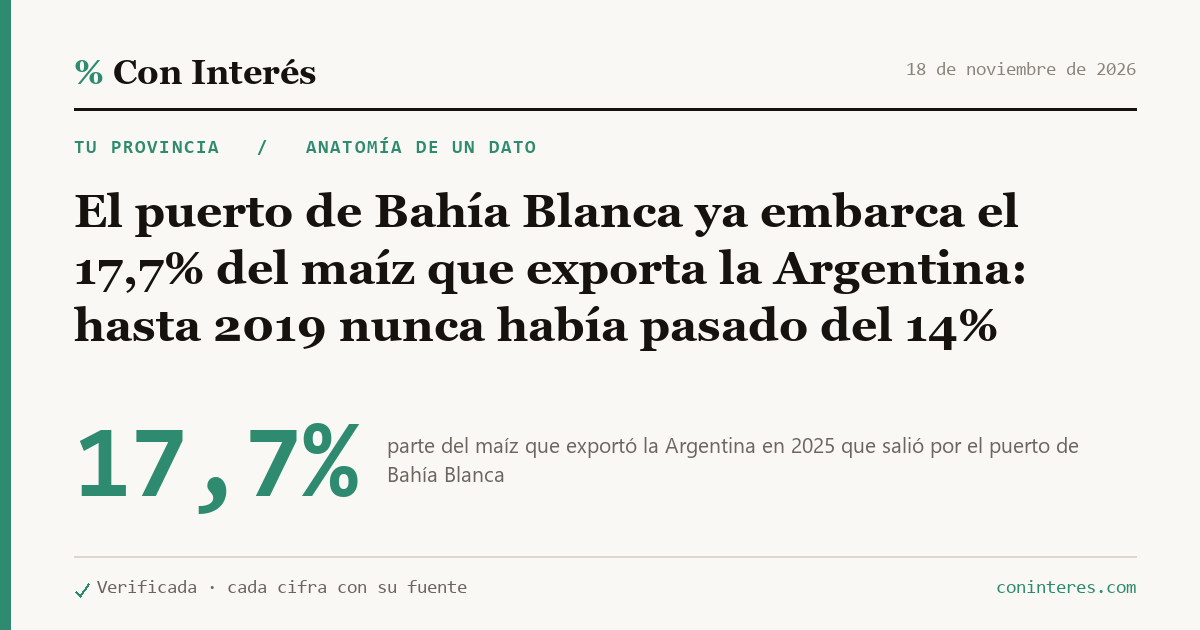 % Con Interés
18 de noviembre de 2026
TU PROVINCIA / ANATOMÍA DE UN DATO
El puerto de Bahía Blanca ya embarca el
17,7% del maíz que exporta la Argentina:
hasta 2019 nunca había pasado del 14%
17,7%
parte del maíz que exportó la Argentina en 2025 que salió por el puerto de
Bahía Blanca
✓ Verificada · cada cifra con su fuente
coninteres.com